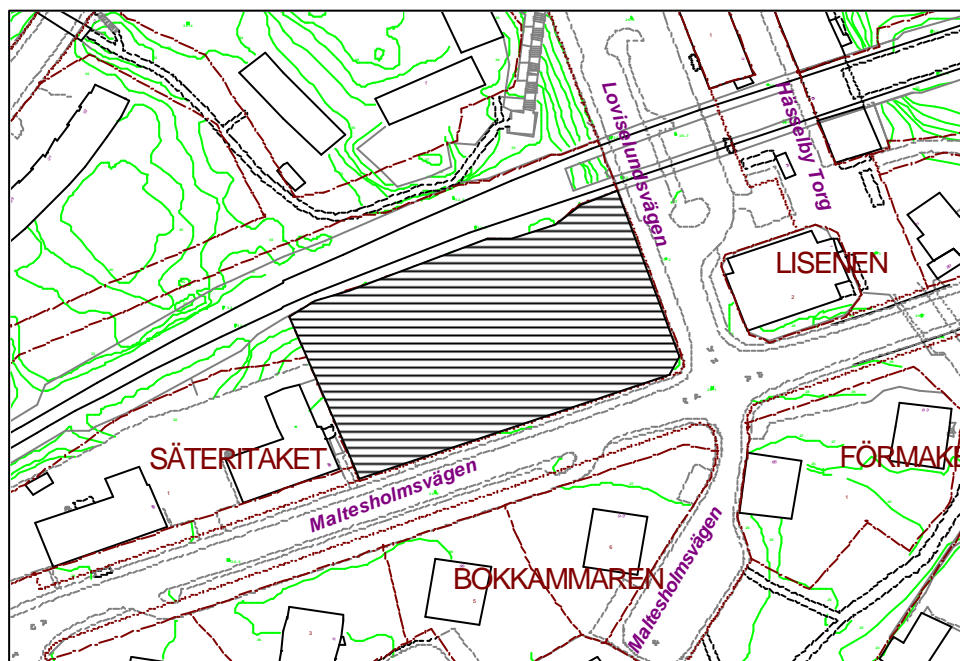 Loviselundsvägen
Hässelby Torg
LISENEN
SÄTERITAKET
Maltesholmsvägen
FÖRMAKE
BOKKAMMAREN
Maltesholmsvägen